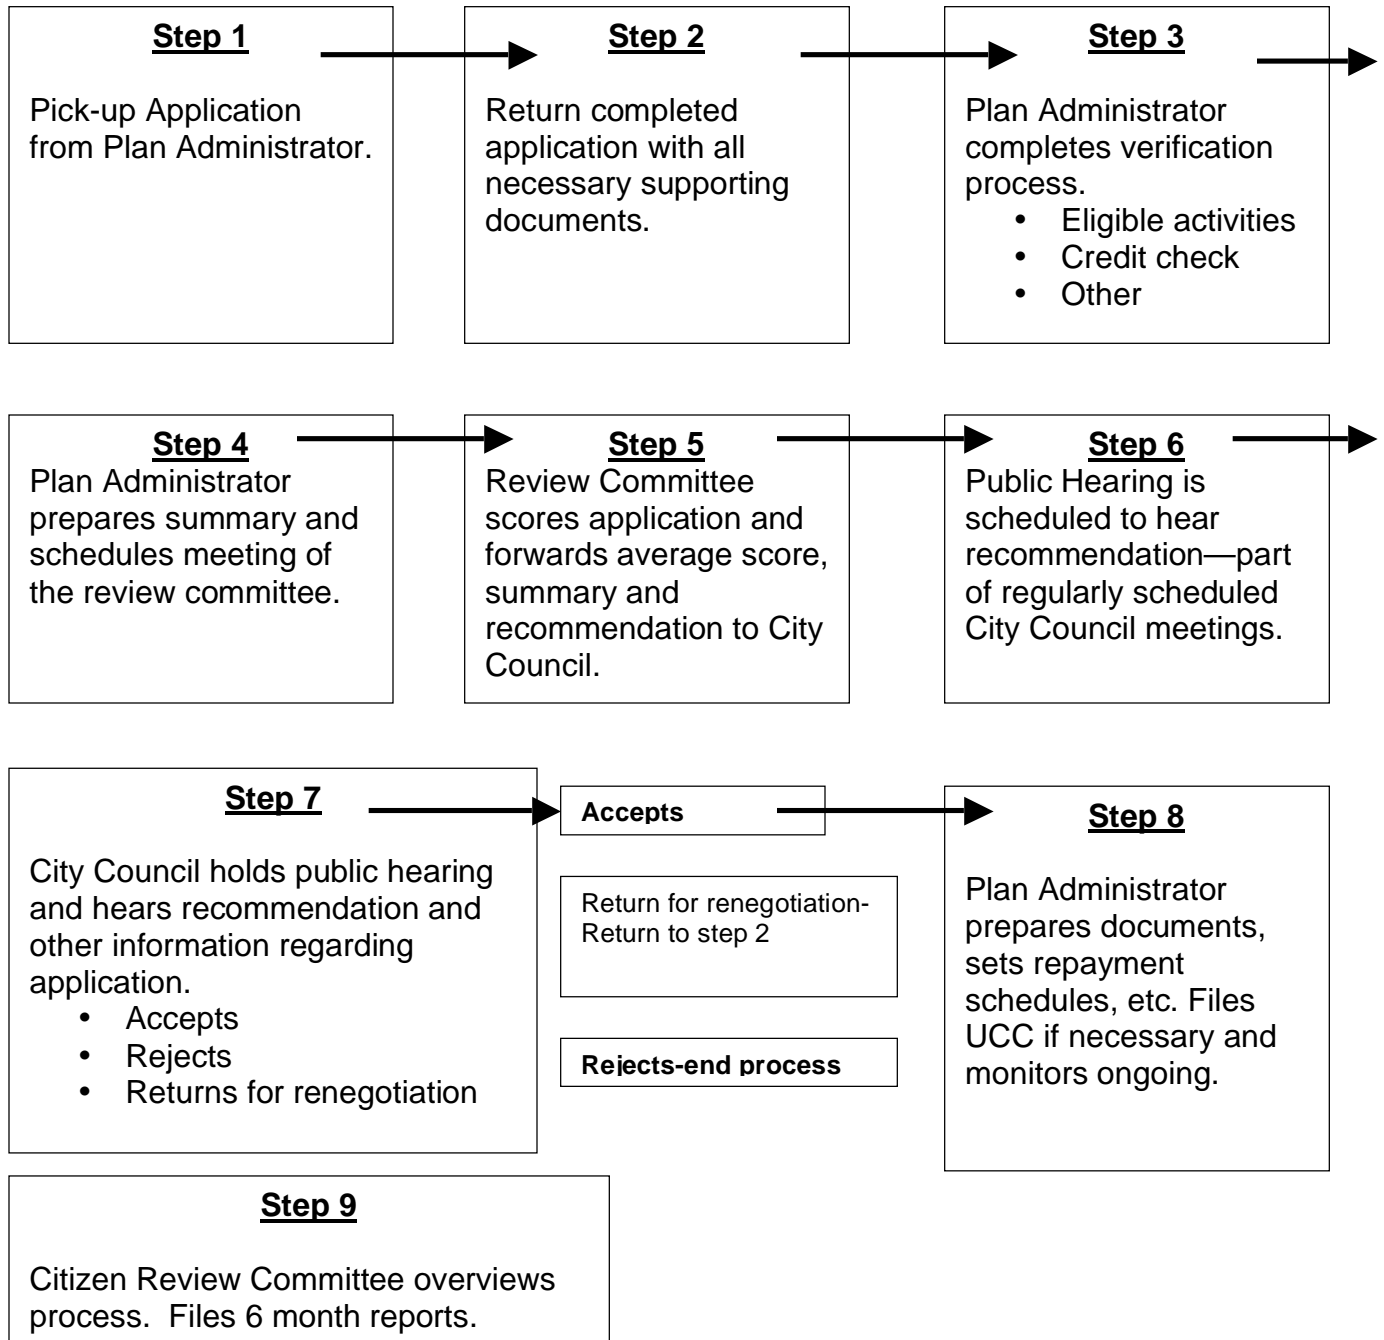 Step 1
Pick-up Application
from Plan Administrator.
Step 2
Return completed
application with all
necessary supporting
documents.
Step 3
Plan Administrator
completes verification
process.
• Eligible activities
• Credit check
• Other
Step 4
Plan Administrator
prepares summary and
schedules meeting of
the review committee.
Step 5
Review Committee
scores application and
forwards average score,
summary and
recommendation to City
Council.
Step 6
Public Hearing is
scheduled to hear
recommendation—part
of regularly scheduled
City Council meetings.
Step 7
City Council holds public hearing
and hears recommendation and
other information regarding
application.
• Accepts
• Rejects
• Returns for renegotiation
Accepts
Return for renegotiation-
Return to step 2
Rejects-end process
Step 8
Plan Administrator
prepares documents,
sets repayment
schedules, etc. Files
UCC if necessary and
monitors ongoing.
Step 9
Citizen Review Committee overviews
process.  Files 6 month reports.